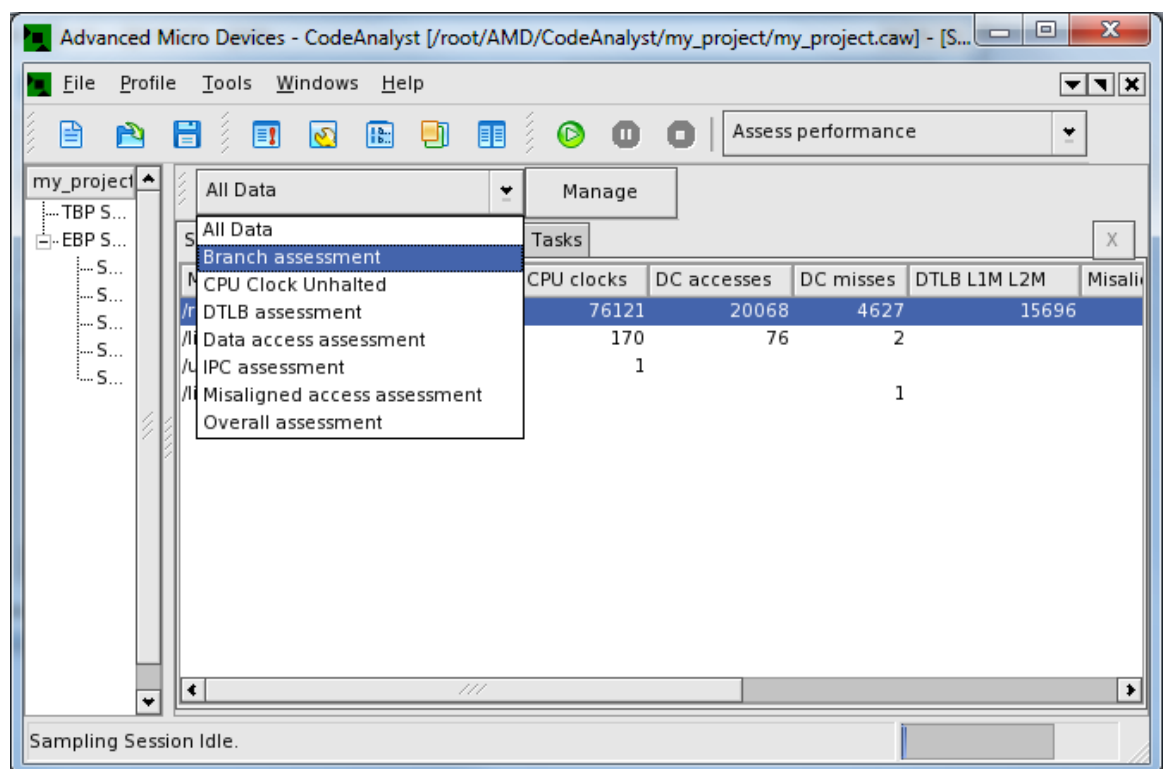 Advanced Micro Devices - CodeAnalyst [/root/AMD/CodeAnalyst/my_project/my_project.caw] - [S...
File Profile Tools Windows Help
Assess performance
my_project
TBP S...
EBP S...
S...
S...
S...
S...
S...
All Data
Manage
All Data
Branch assessment
CPU Clock Unhalted
DTLB assessment
Data access assessment
IPC assessment
Misaligned access assessment
Overall assessment
S Tasks X
M CPU clocks DC accesses DC misses DTLB L1M L2M Misali
/r 76121 20068 4627 15696
/li 170 76 2
/u 1
/li 1
Sampling Session Idle.